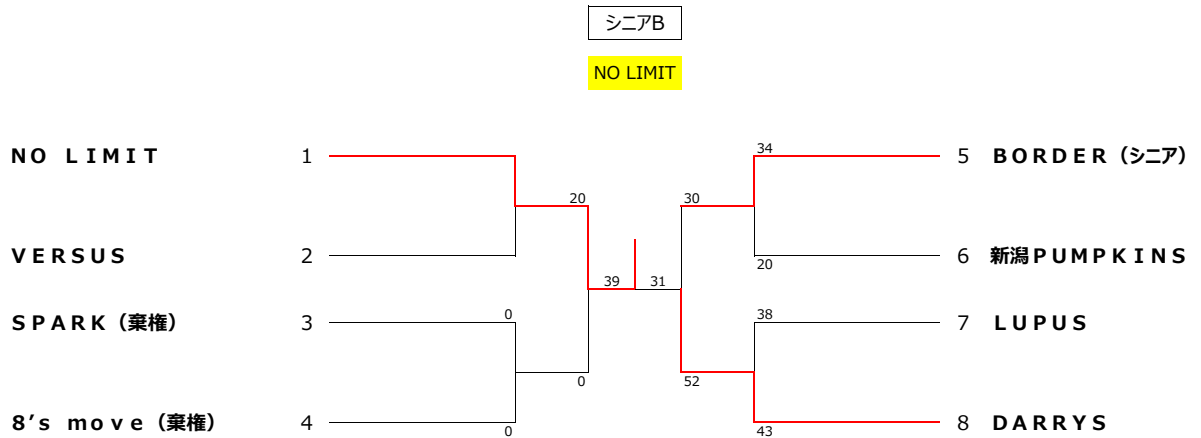 シニアB
NO LIMIT
ＮＯ ＬＩＭＩＴ 1 34 5 ＢＯＲＤＥＲ（シニア）
20 30
ＶＥＲＳＵＳ 2 20 6 新潟ＰＵＭＰＫＩＮＳ
39 31
ＳＰＡＲＫ（棄権） 3 0 38 7 ＬＵＰＵＳ
0 52
８’ｓ ｍｏｖｅ（棄権） 4 0 43 8 ＤＡＲＲＹＳ